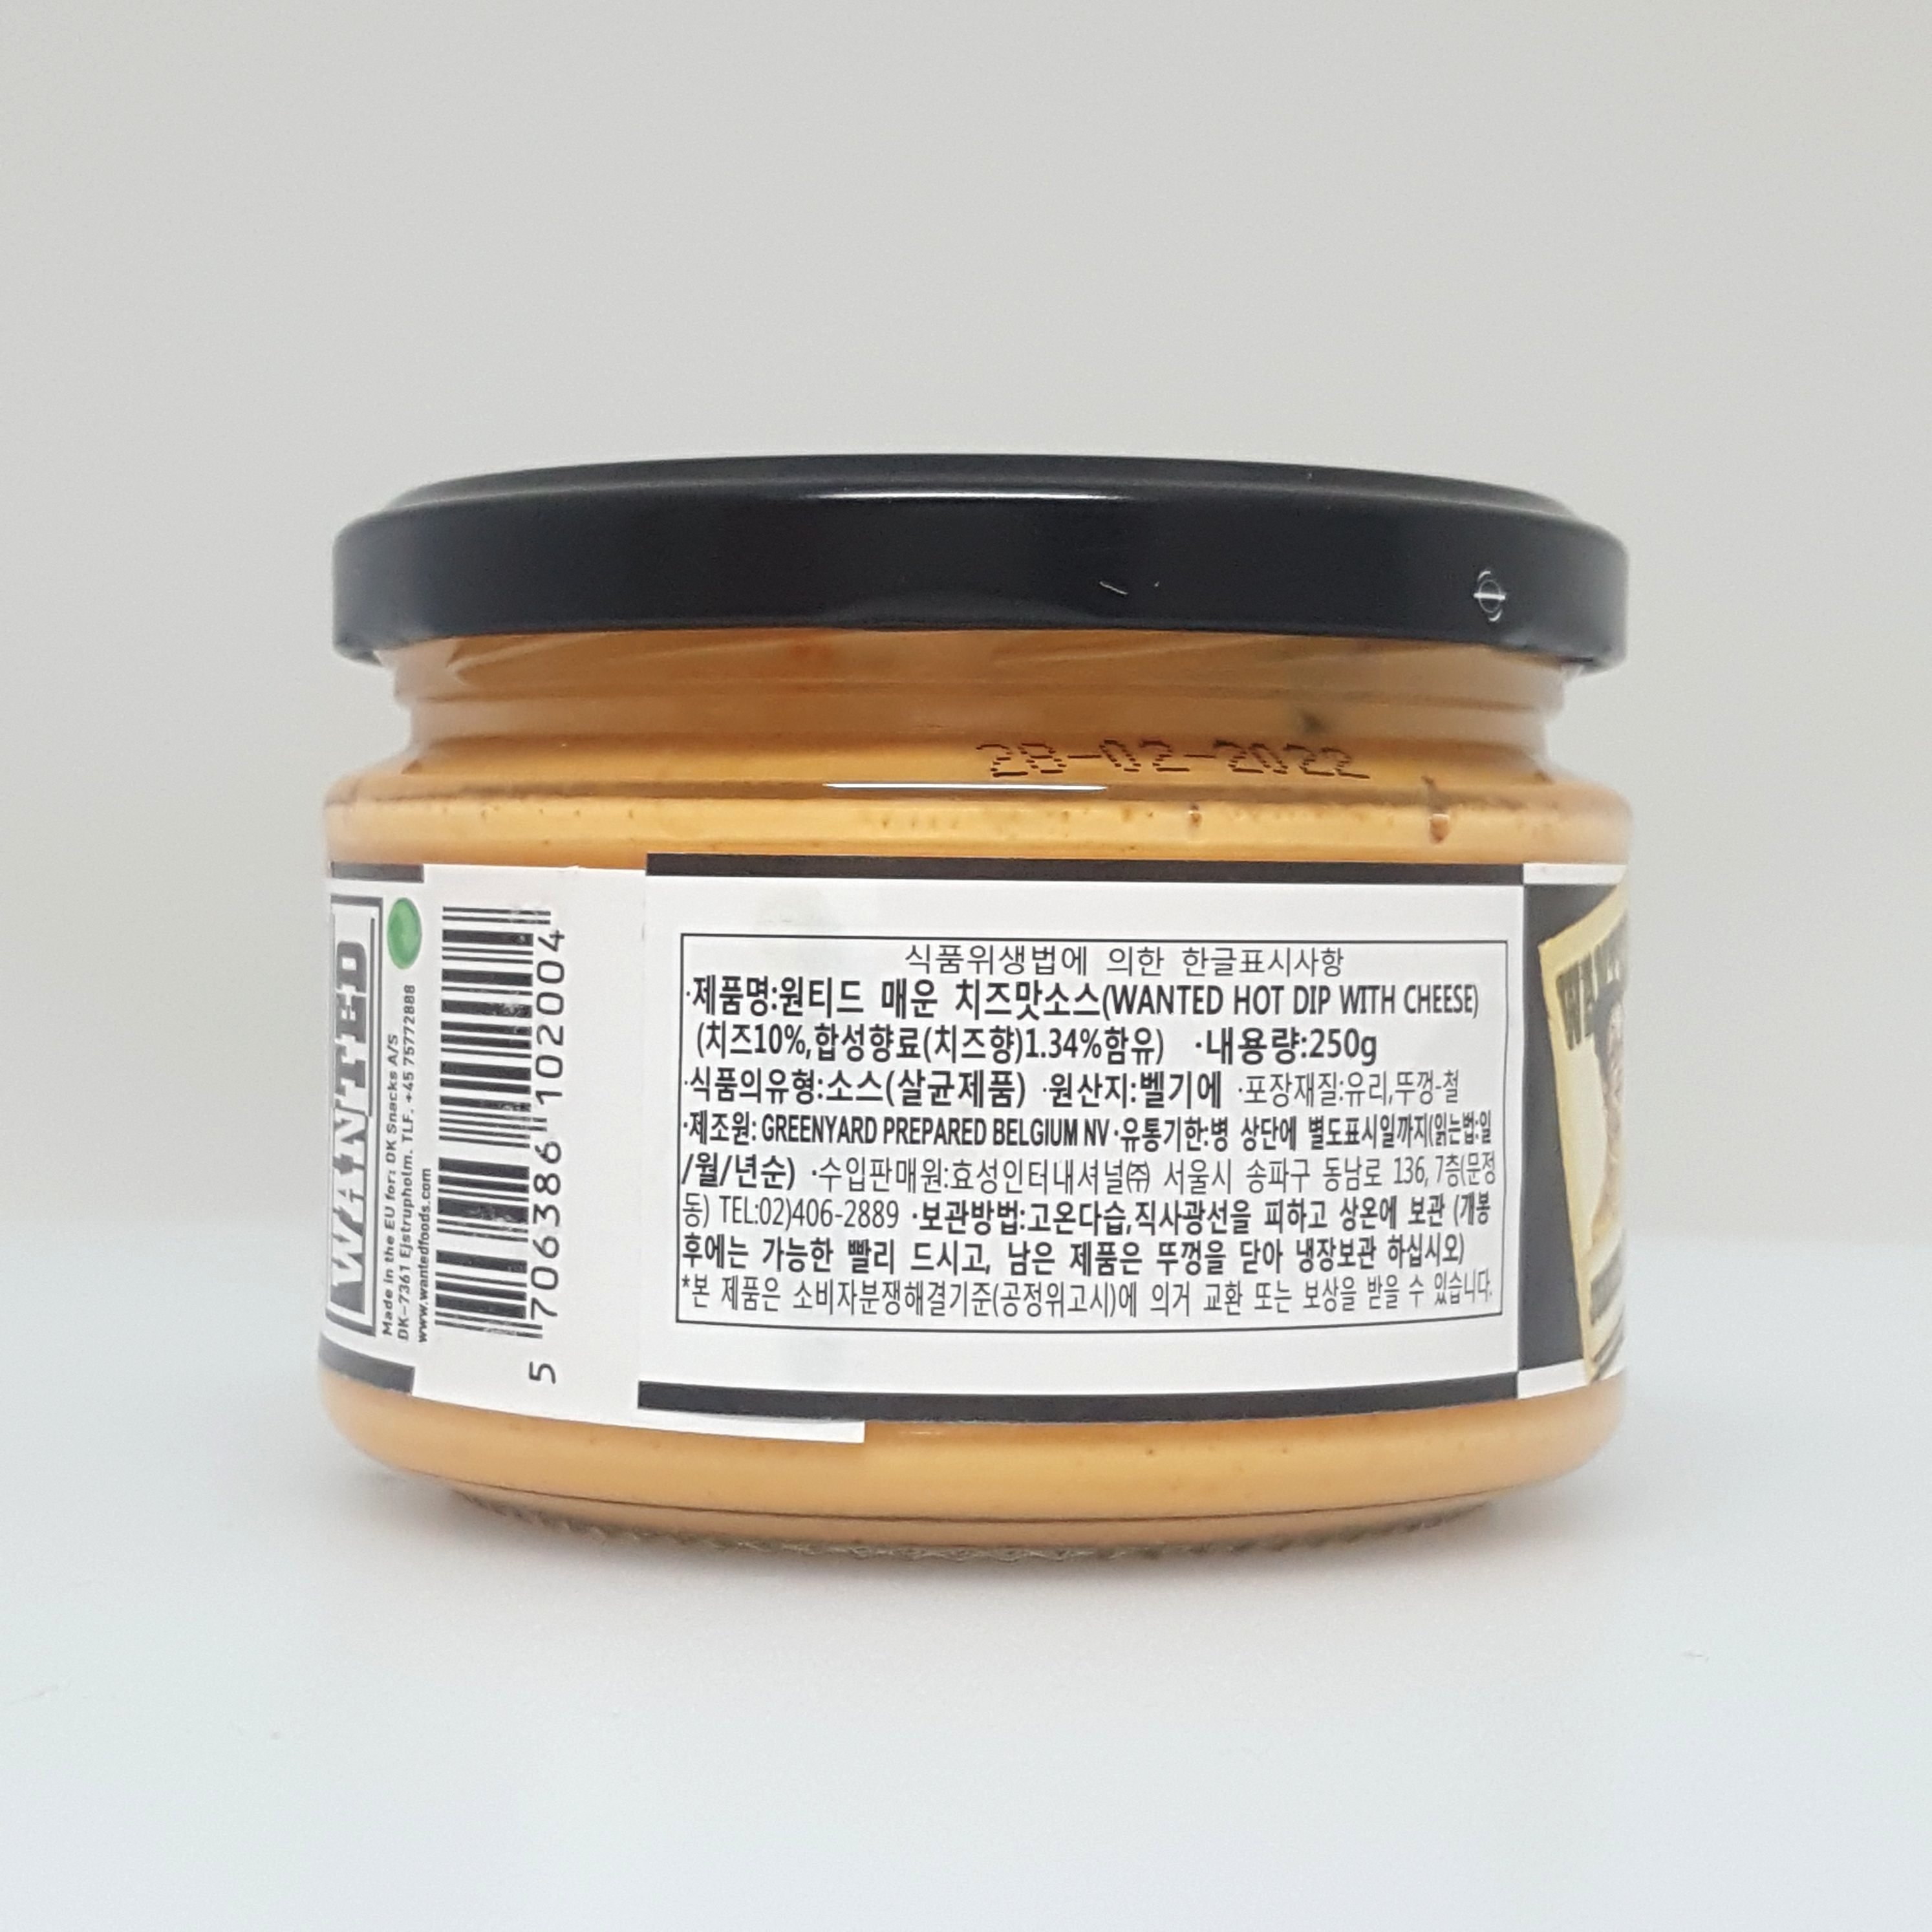 28-02-2022
WANTED
Made in the EU for: OK Snacks A/S
DK-7361 Ejstrupholm. TLF. +45 75772888
www.wantedfoods.com
5 706386 102004
식품위생법에 의한 한글표시사항
·제품명:원티드 매운 치즈맛소스(WANTED HOT DIP WITH CHEESE)
(치즈10%,합성향료(치즈향)1.34%함유) ·내용량:250g
·식품의유형:소스(살균제품) ·원산지:벨기에 ·포장재질:유리,뚜껑-철
·제조원: GREENYARD PREPARED BELGIUM NV ·유통기한:병 상단에 별도표시일까지(읽는법:일
/월/년순) ·수입판매원:효성인터내셔널㈜ 서울시 송파구 동남로 136, 7층(문정
동) TEL:02)406-2889 ·보관방법:고온다습,직사광선을 피하고 상온에 보관 (개봉
후에는 가능한 빨리 드시고, 남은 제품은 뚜껑을 닫아 냉장보관 하십시오)
*본 제품은 소비자분쟁해결기준(공정위고시)에 의거 교환 또는 보상을 받을 수 있습니다.